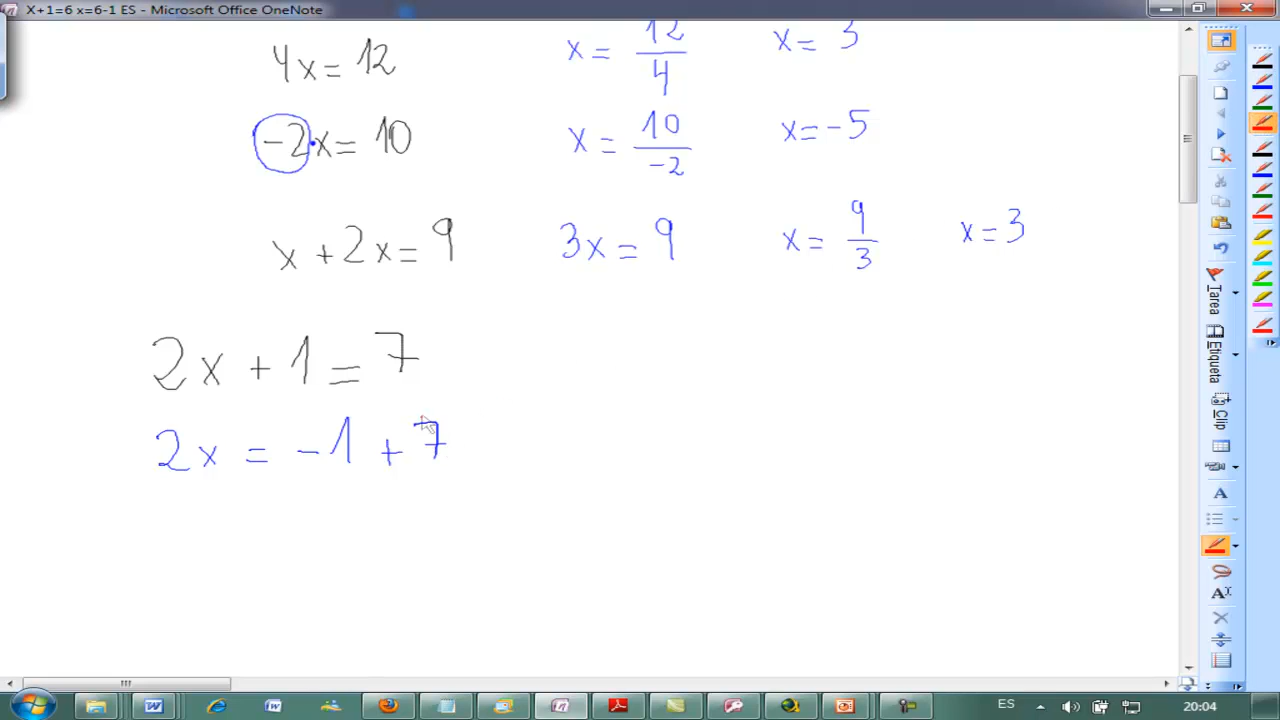 X+1=6 x=6-1 ES - Microsoft Office OneNote
4x = 12 x = 12/4 x = 3
-2·x = 10 x = 10/-2 x = -5
x + 2x = 9 3x = 9 x = 9/3 x = 3
2x + 1 = 7
2x = -1 + 7
Tarea
Etiqueta
Clip
ES 20:04